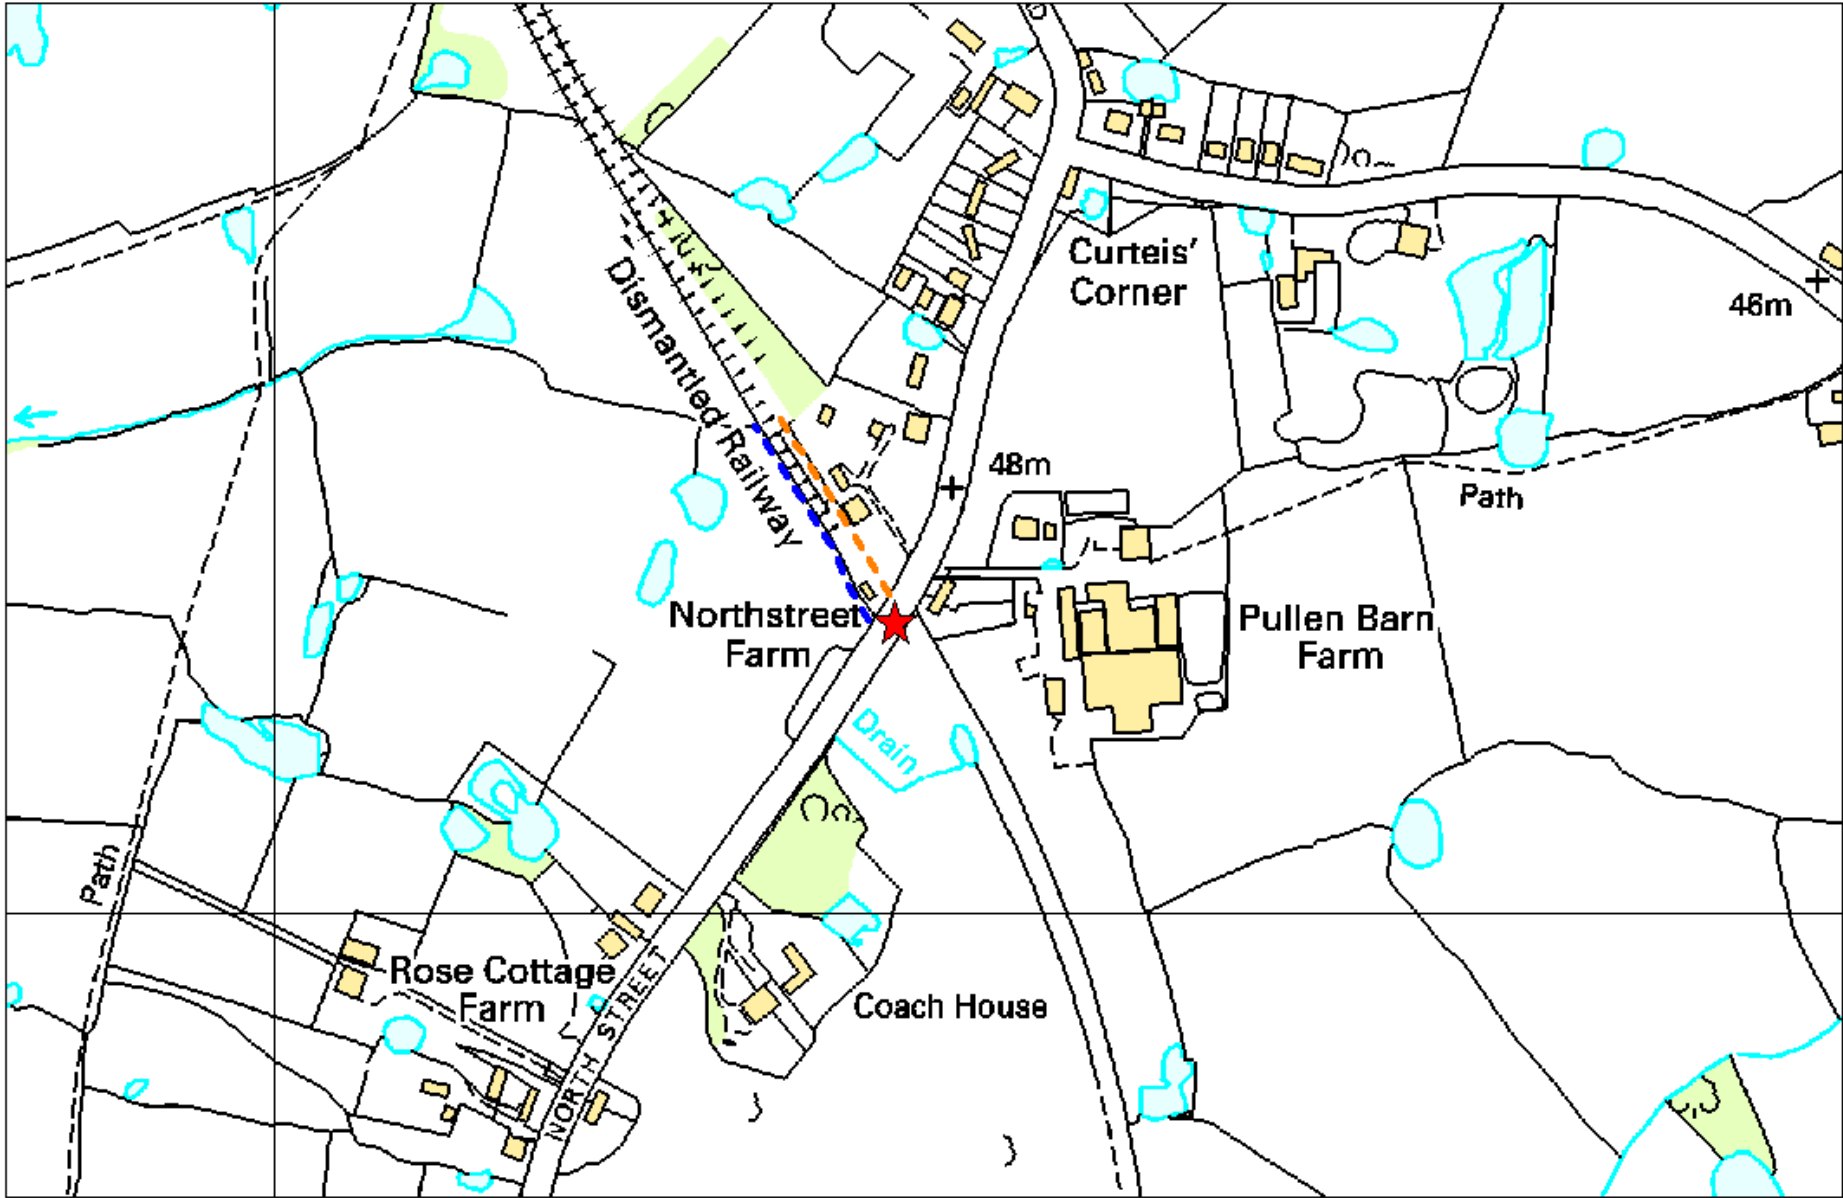 Curteis'
Corner
46m
Dismantled Railway
48m
Path
Northstreet
Farm
Pullen Barn
Farm
Drain
Path
Rose Cottage
Farm
NORTH STREET
Coach House